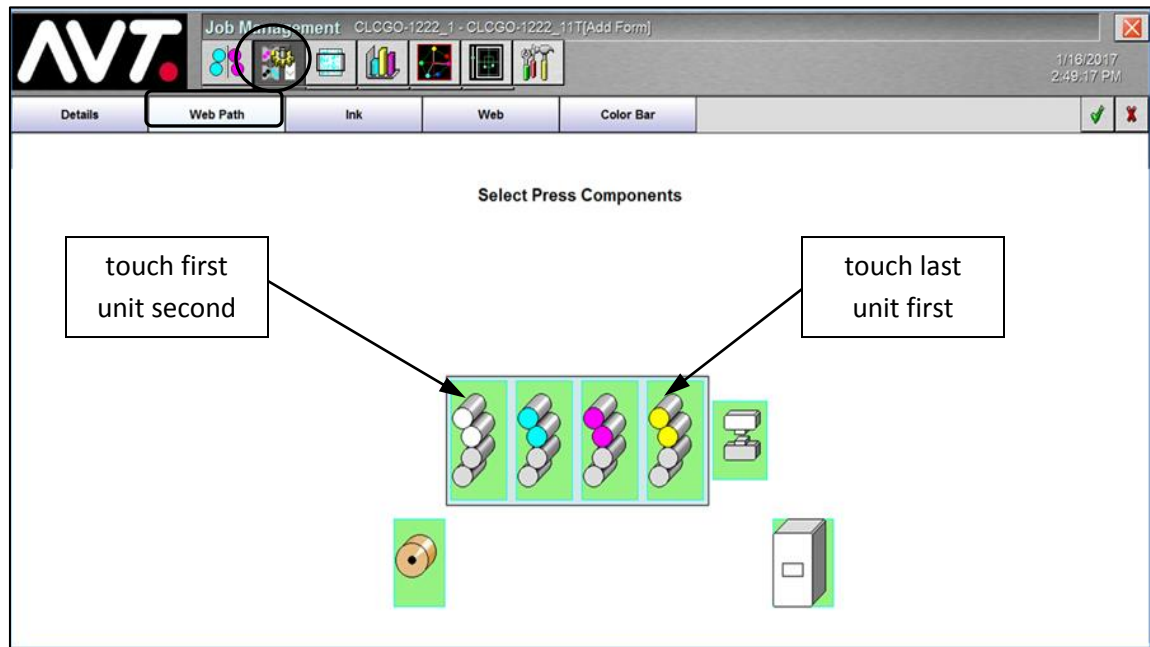 AVT.
Job Management CLCGO-1222_1 - CLCGO-1222_11T[Add Form]
1/16/2017
2:49:17 PM
Details Web Path Ink Web Color Bar
Select Press Components
touch first
unit second
touch last
unit first